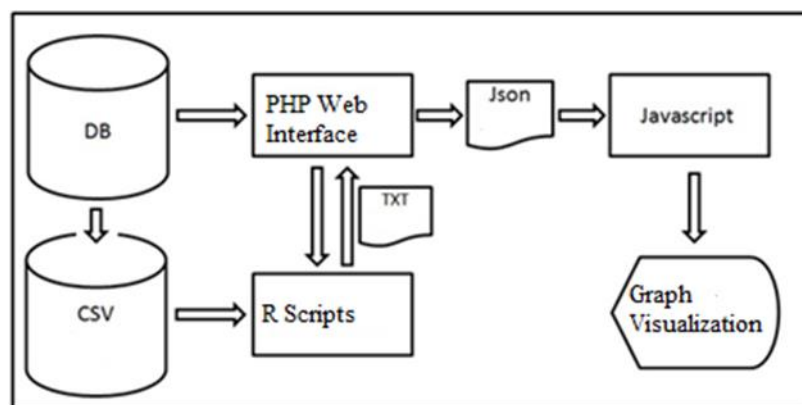 DB
PHP Web
Interface
Json
Javascript
TXT
CSV
R Scripts
Graph
Visualization